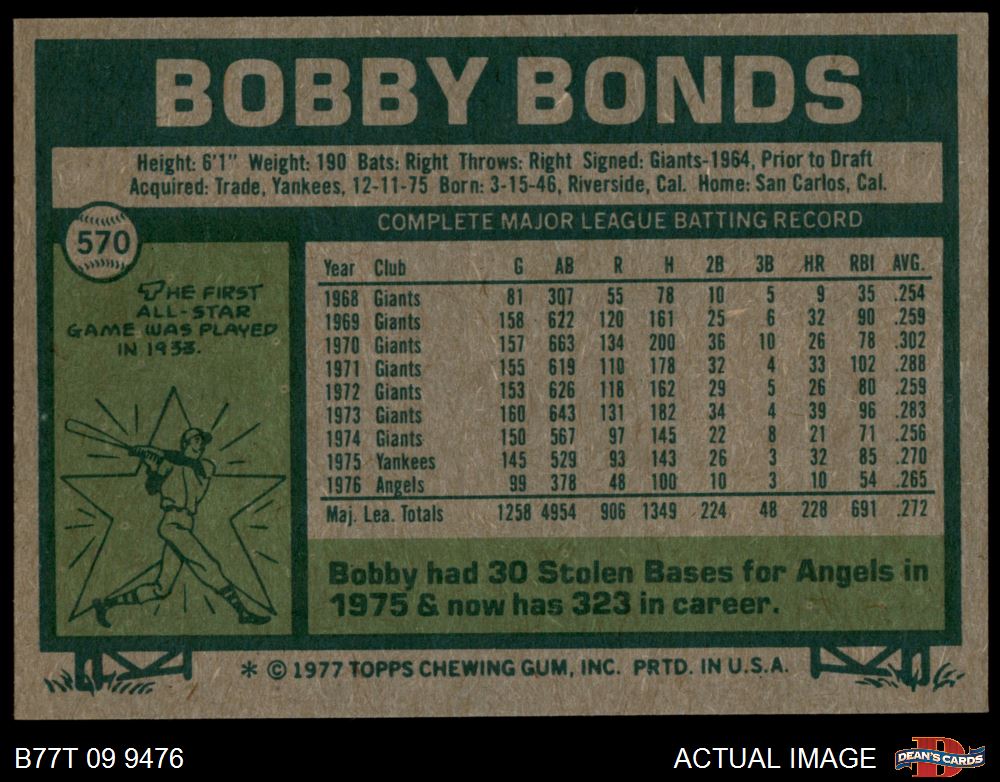 BOBBY BONDS
Height: 6'1" Weight: 190 Bats: Right Throws: Right Signed: Giants-1964, Prior to Draft
Acquired: Trade, Yankees, 12-11-75 Born: 3-15-46, Riverside, Cal. Home: San Carlos, Cal.
570
COMPLETE MAJOR LEAGUE BATTING RECORD
THE FIRST
ALL-STAR
GAME WAS PLAYED
IN 1933.
Year Club G AB R H 2B 3B HR RBI AVG.
1968 Giants 81 307 55 78 10 5 9 35 .254
1969 Giants 158 622 120 161 25 6 32 90 .259
1970 Giants 157 663 134 200 36 10 26 78 .302
1971 Giants 155 619 110 178 32 4 33 102 .288
1972 Giants 153 626 118 162 29 5 26 80 .259
1973 Giants 160 643 131 182 34 4 39 96 .283
1974 Giants 150 567 97 145 22 8 21 71 .256
1975 Yankees 145 529 93 143 26 3 32 85 .270
1976 Angels 99 378 48 100 10 3 10 54 .265
Maj. Lea. Totals 1258 4954 906 1349 224 48 228 691 .272
Bobby had 30 Stolen Bases for Angels in
1975 & now has 323 in career.
* © 1977 TOPPS CHEWING GUM, INC. PRTD. IN U.S.A.
B77T 09 9476
ACTUAL IMAGE
D
DEAN'S CARDS